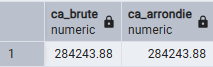 ca_brute ca_arrondie
numeric numeric
1 284243.88 284243.88